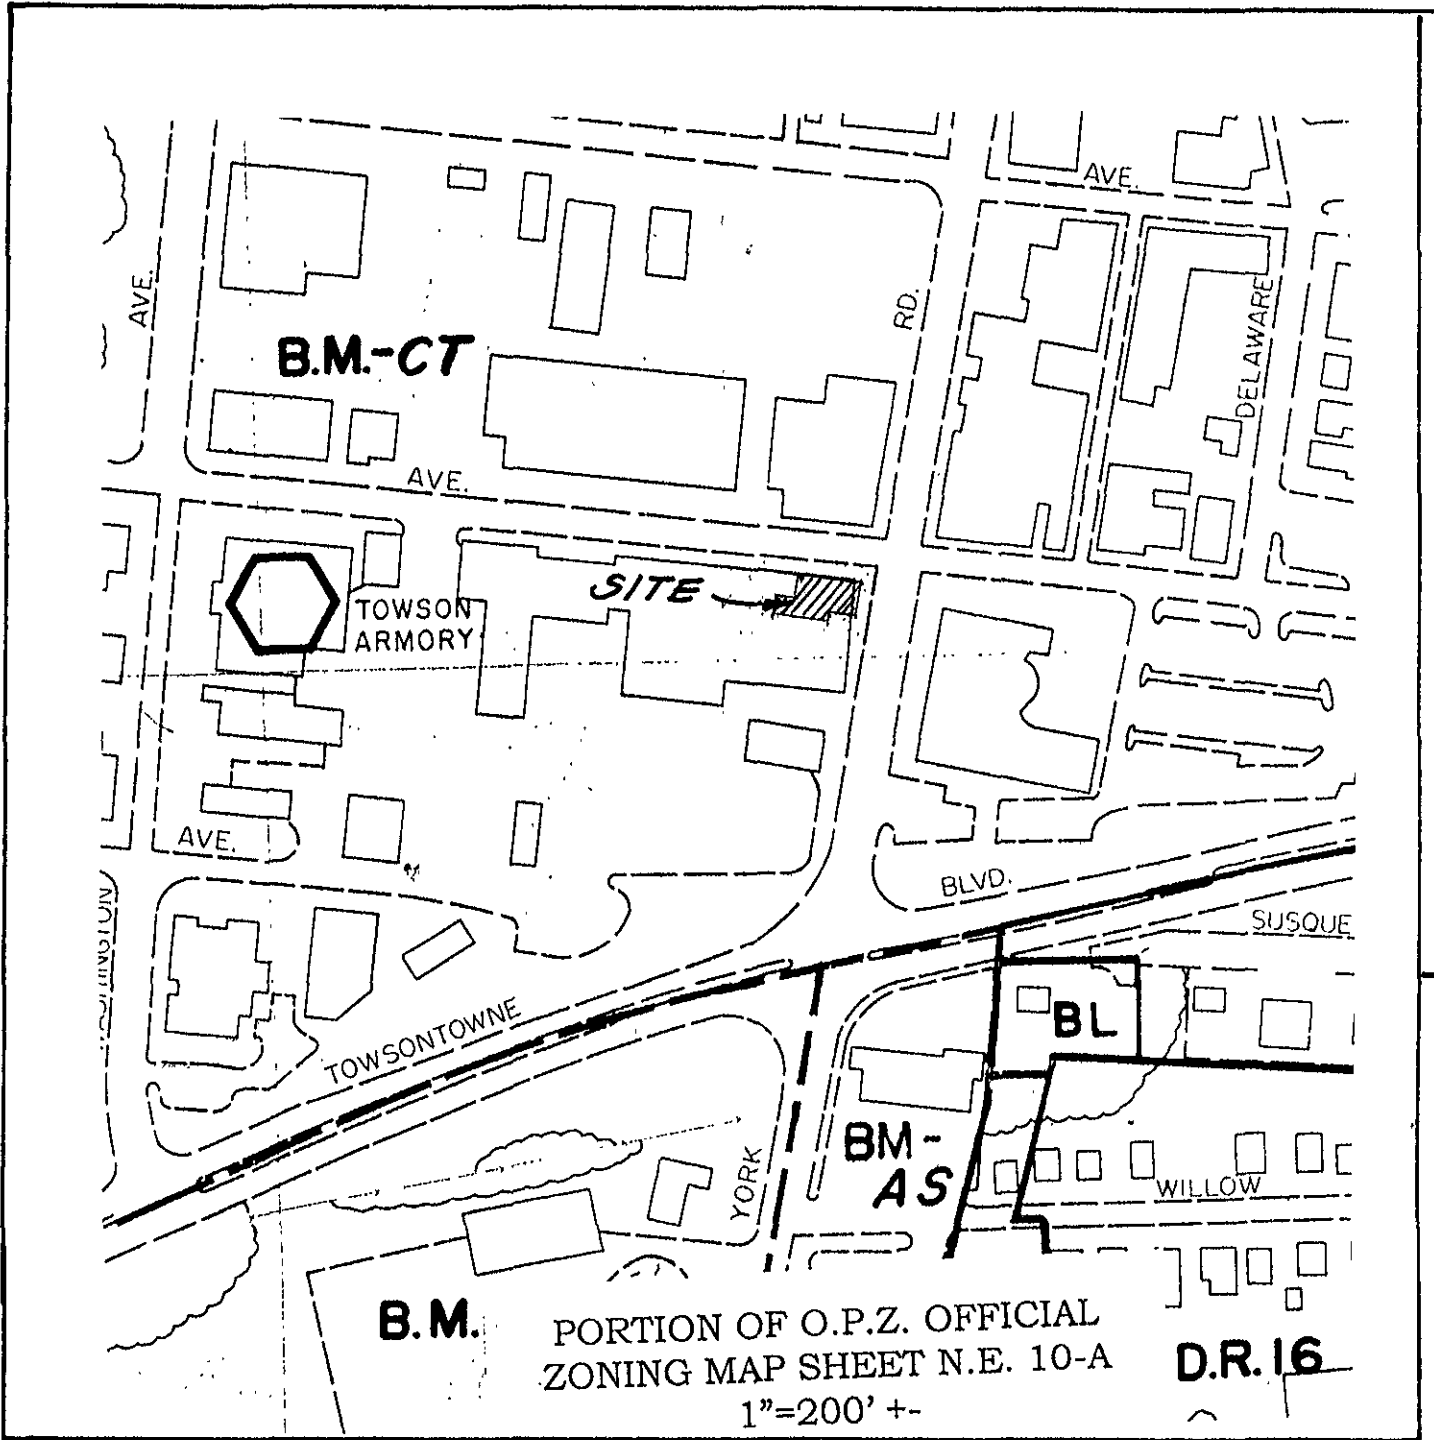 AVE.
AVE.
RD.
DELAWARE
B.M.-CT
AVE.
SITE
TOWSON
ARMORY
AVE.
BLVD.
SUSQUE
TOWSONTOWNE
BL
BM-
AS
YORK
WILLOW
B.M.
PORTION OF O.P.Z. OFFICIAL
ZONING MAP SHEET N.E. 10-A
1"=200' +-
D.R.16